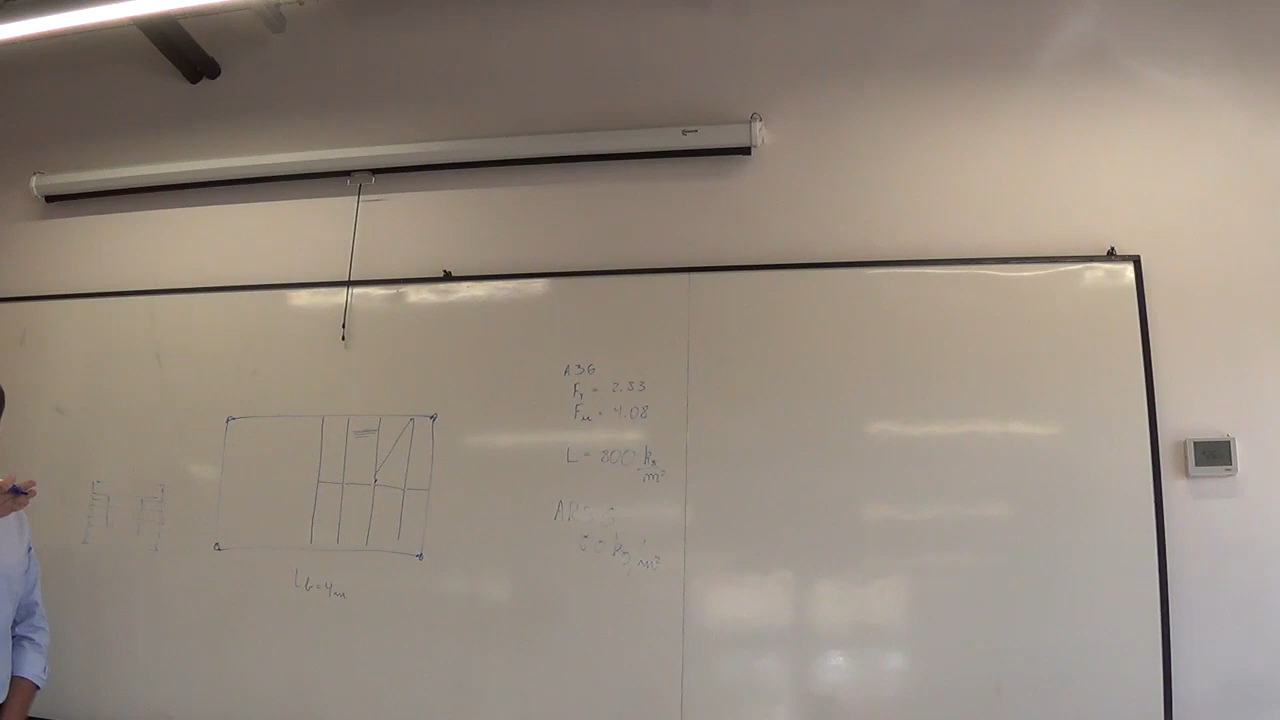 A36
Fy = 2.53
Fu = 4.08
L = 800 kg/m²
Lb=4m